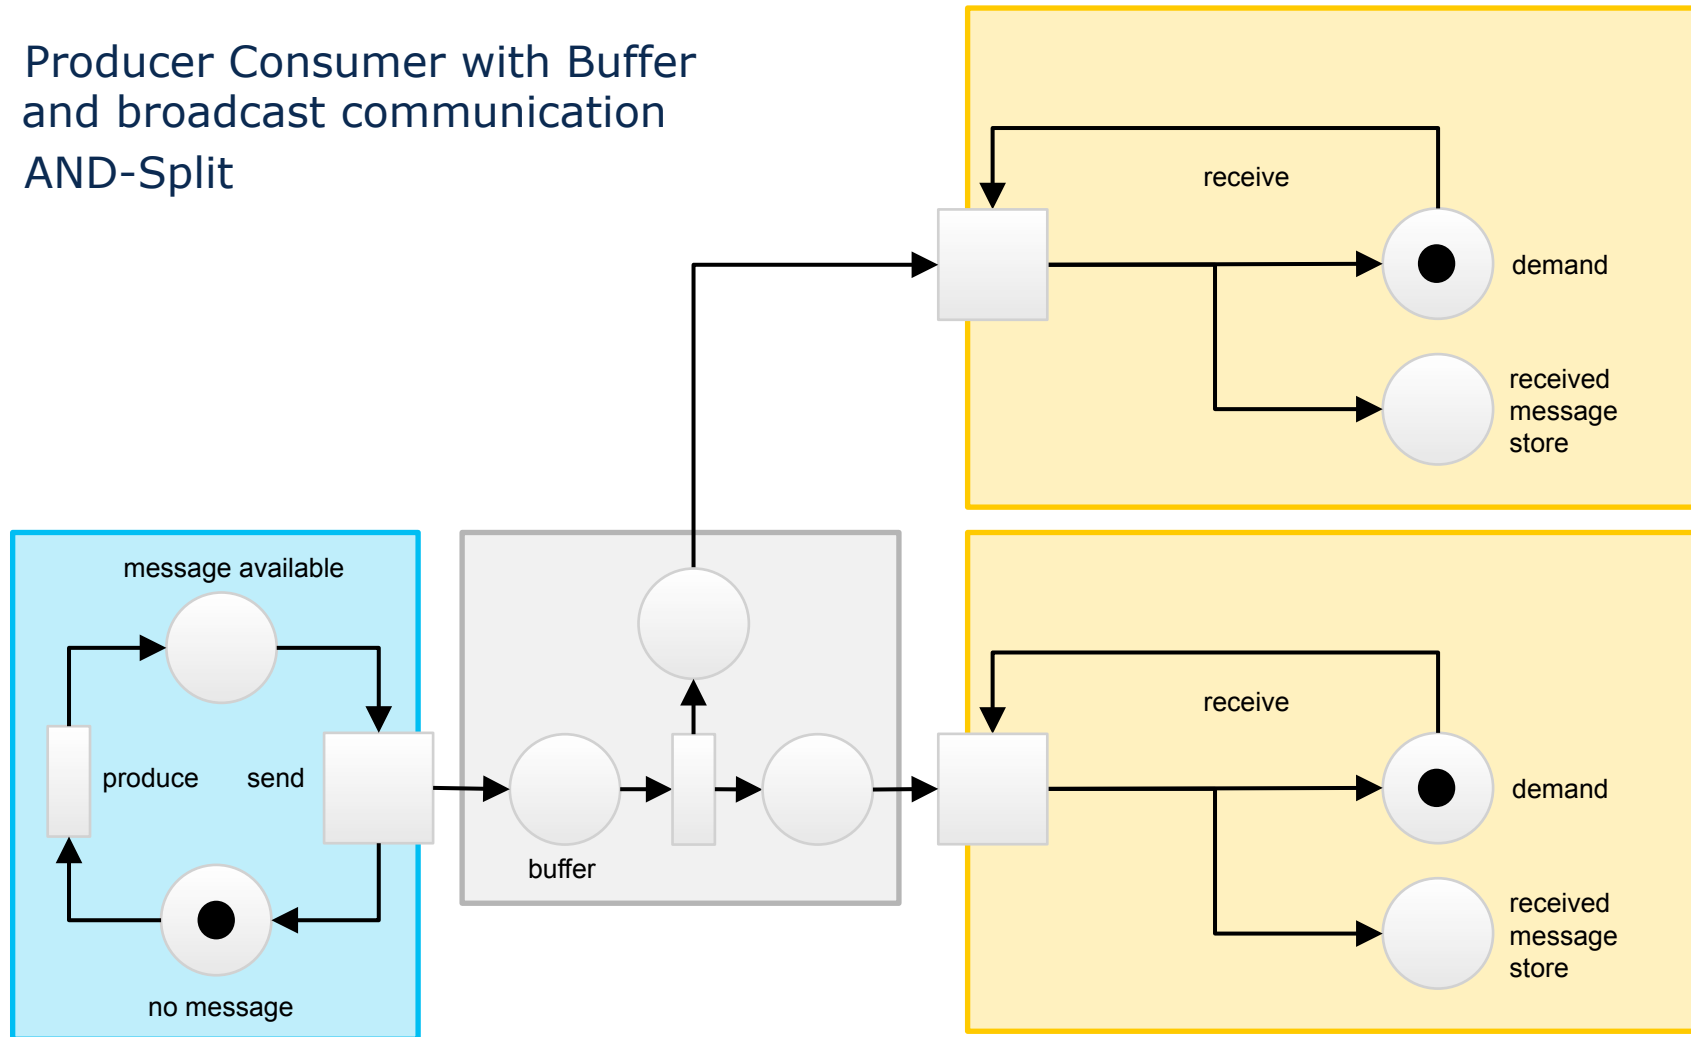 Producer Consumer with Buffer
and broadcast communication
AND-Split
receive
demand
received
message
store
message available
produce
send
no message
buffer
receive
demand
received
message
store